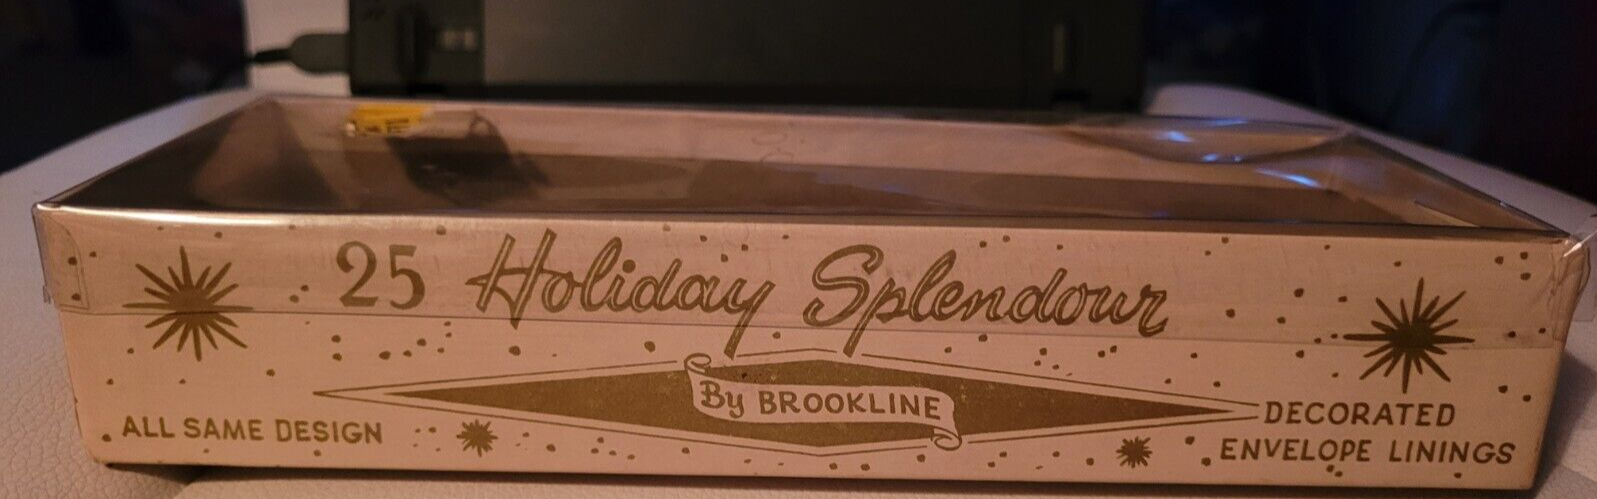 25 Holiday Splendour
By BROOKLINE
ALL SAME DESIGN
DECORATED
ENVELOPE LININGS